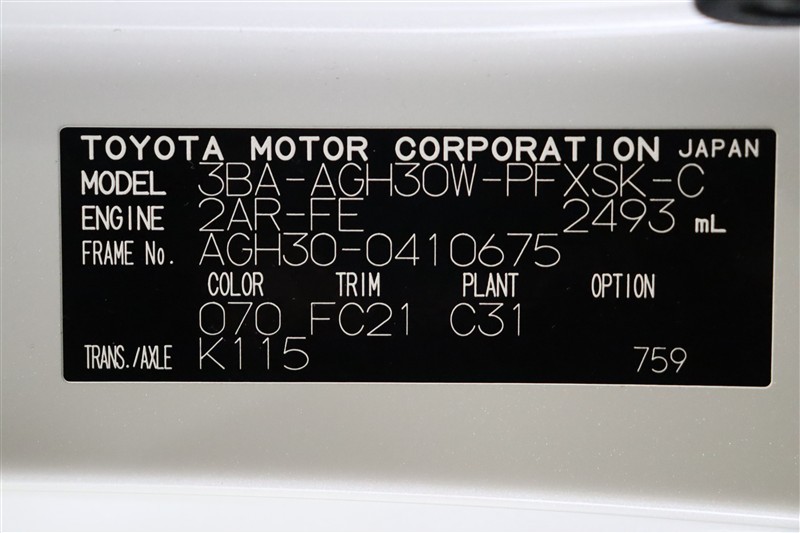 TOYOTA MOTOR CORPORATION JAPAN
MODEL 3BA-AGH30W-PFXSK-C
ENGINE 2AR-FE 2493 mL
FRAME No. AGH30-0410675
COLOR TRIM PLANT OPTION
070 FC21 C31
TRANS./AXLE K115 759